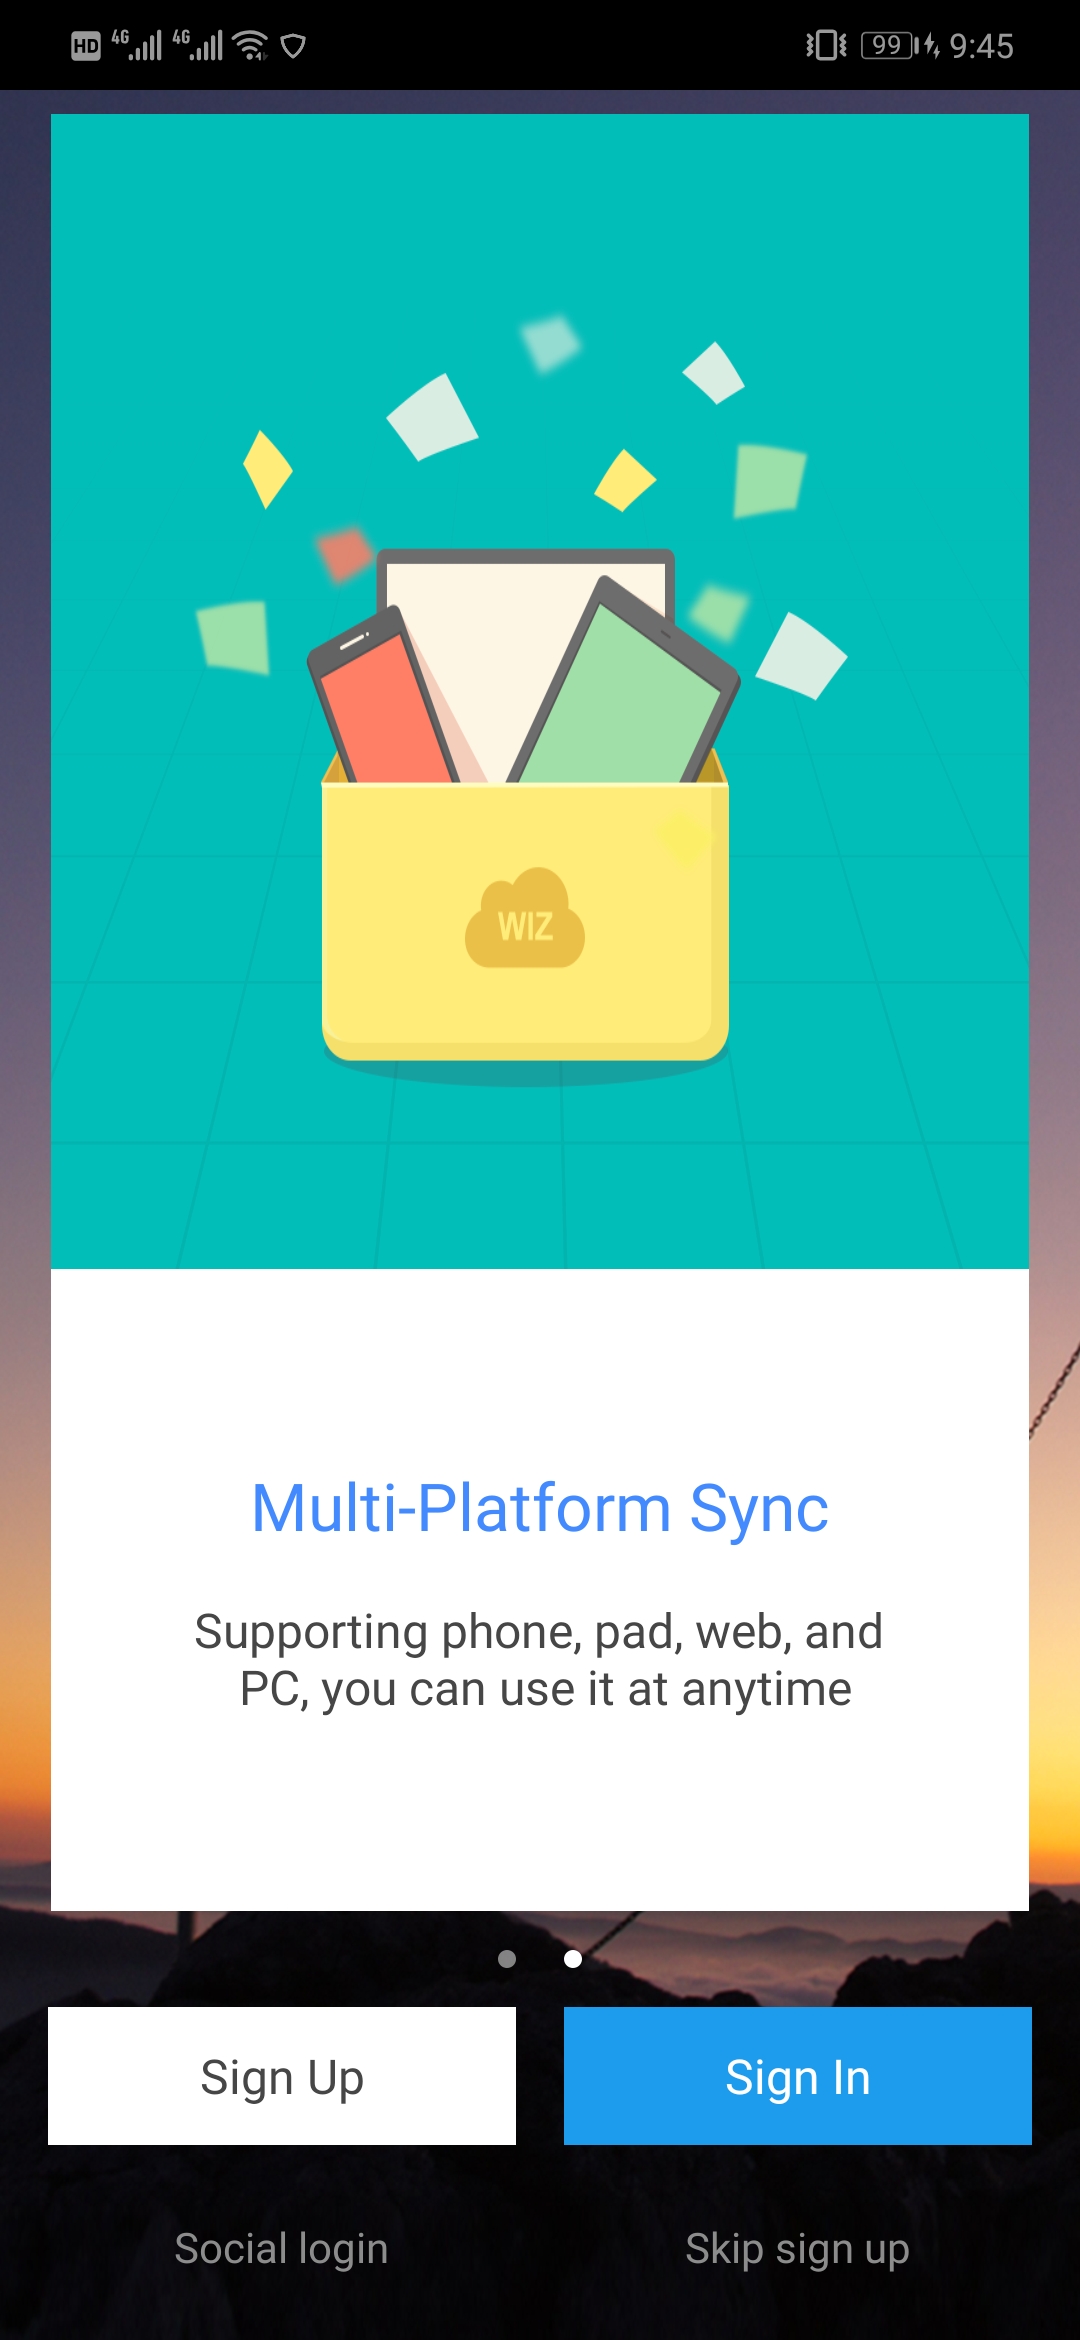 HD 4G 4G 99 9:45
WIZ
Multi-Platform Sync
Supporting phone, pad, web, and
PC, you can use it at anytime
Sign Up Sign In
Social login Skip sign up